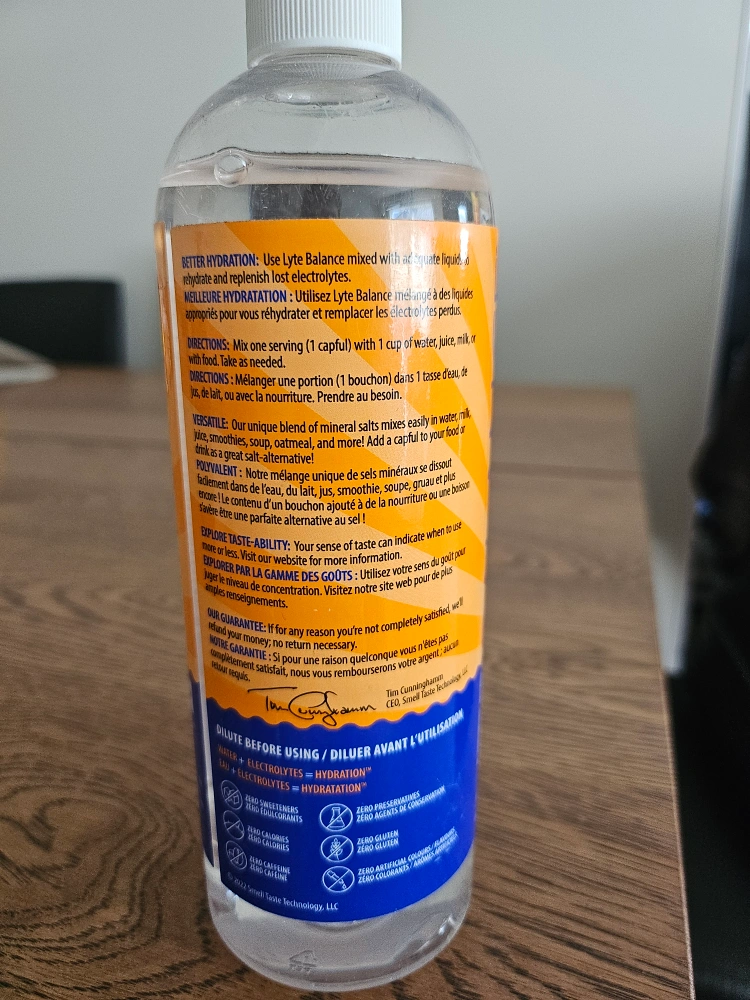 BETTER HYDRATION: Use Lyte Balance mixed with adequate liquids to
rehydrate and replenish lost electrolytes.
MEILLEURE HYDRATATION : Utilisez Lyte Balance mélangé à des liquides
appropriés pour vous réhydrater et remplacer les électrolytes perdus.
DIRECTIONS: Mix one serving (1 capful) with 1 cup of water, juice, milk, or
with food. Take as needed.
DIRECTIONS : Mélanger une portion (1 bouchon) dans 1 tasse d'eau, de
jus, de lait, ou avec la nourriture. Prendre au besoin.
VERSATILE: Our unique blend of mineral salts mixes easily in water, milk,
juice, smoothies, soup, oatmeal, and more! Add a capful to your food or
drink as a great salt-alternative!
POLYVALENT : Notre mélange unique de sels minéraux se dissout
facilement dans de l'eau, du lait, jus, smoothie, soupe, gruau et plus
encore ! Le contenu d'un bouchon ajouté à de la nourriture ou une boisson
s'avère être une parfaite alternative au sel !
EXPLORE TASTE-ABILITY: Your sense of taste can indicate when to use
more or less. Visit our website for more information.
EXPLORER PAR LA GAMME DES GOÛTS : Utilisez votre sens du goût pour
juger le niveau de concentration. Visitez notre site web pour de plus
amples renseignements.
OUR GUARANTEE: If for any reason you're not completely satisfied, we'll
refund your money; no return necessary.
NOTRE GARANTIE : Si pour une raison quelconque vous n'êtes pas
complètement satisfait, nous vous rembourserons votre argent ; aucun
retour requis.
Tim Cunninghamm
Tim Cunninghamm
CEO, Smell Taste Technology, LLC
DILUTE BEFORE USING / DILUER AVANT L'UTILISATION
WATER + ELECTROLYTES = HYDRATION™
EAU + ÉLECTROLYTES = HYDRATATION™
ZERO SWEETENERS
ZÉRO ÉDULCORANTS
ZERO PRESERVATIVES
ZÉRO AGENTS DE CONSERVATION
ZERO CALORIES
ZÉRO CALORIES
ZERO GLUTEN
ZÉRO GLUTEN
ZERO CAFFEINE
ZÉRO CAFÉINE
ZERO ARTIFICIAL COLOURS / FLAVOURS
ZÉRO COLORANTS / ARÔMES
© 2022 Smell Taste Technology, LLC